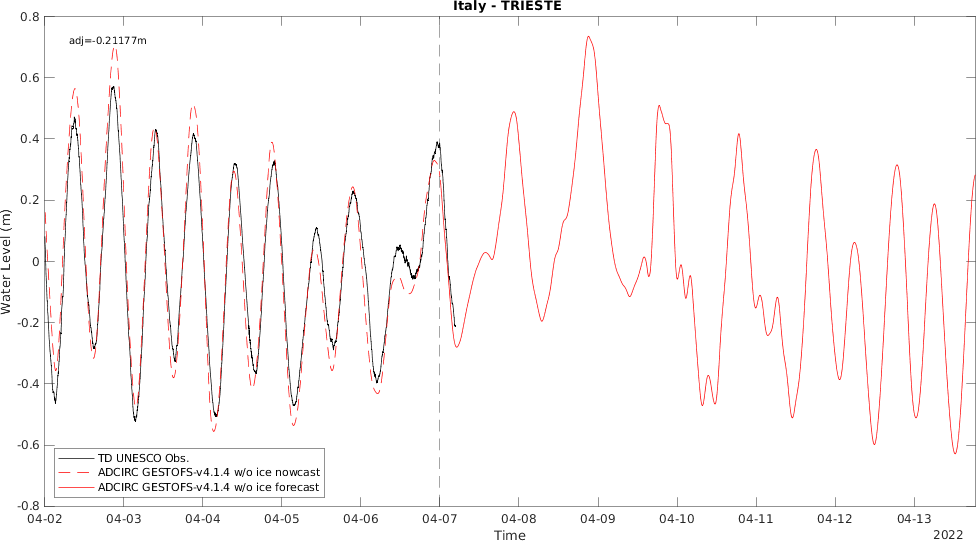 Italy - TRIESTE
adj=-0.21177m
0.8
0.6
0.4
0.2
0
-0.2
-0.4
-0.6
-0.8
Water Level (m)
TD UNESCO Obs.
ADCIRC GESTOFS-v4.1.4 w/o ice nowcast
ADCIRC GESTOFS-v4.1.4 w/o ice forecast
04-02 04-03 04-04 04-05 04-06 04-07 04-08 04-09 04-10 04-11 04-12 04-13
Time
2022